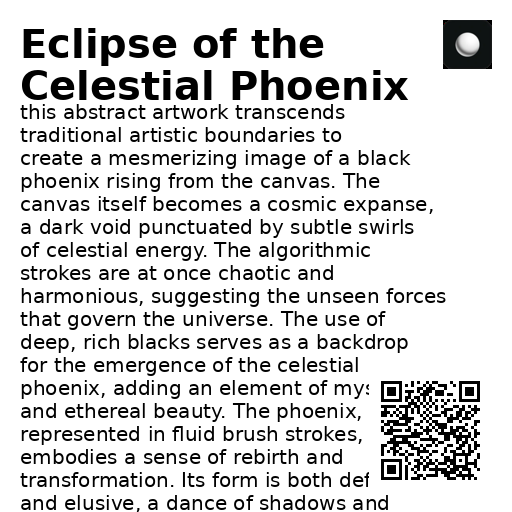 Eclipse of the
Celestial Phoenix
this abstract artwork transcends
traditional artistic boundaries to
create a mesmerizing image of a black
phoenix rising from the canvas. The
canvas itself becomes a cosmic expanse,
a dark void punctuated by subtle swirls
of celestial energy. The algorithmic
strokes are at once chaotic and
harmonious, suggesting the unseen forces
that govern the universe. The use of
deep, rich blacks serves as a backdrop
for the emergence of the celestial
phoenix, adding an element of
and ethereal beauty. The phoenix,
represented in fluid brush strokes,
embodies a sense of rebirth and
transformation. Its form is both
and elusive, a dance of shadows and